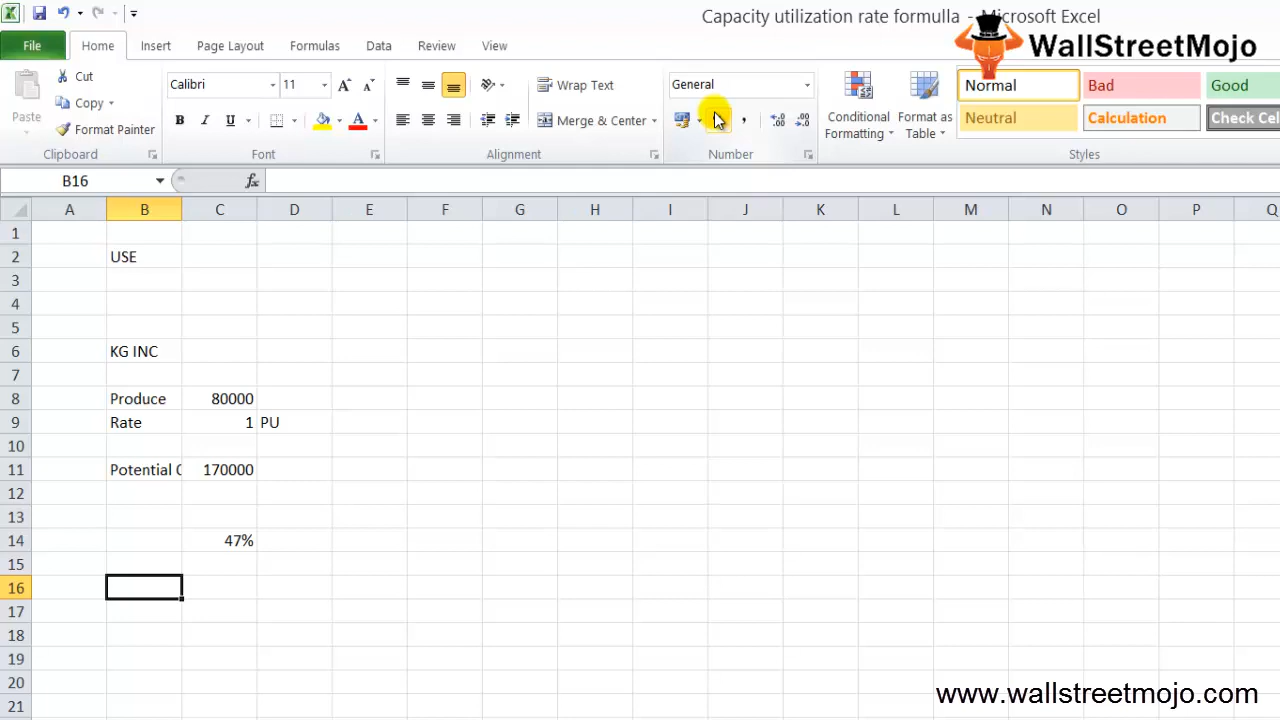 Capacity utilization rate formulla - Microsoft Excel
WallStreetMojo
File Home Insert Page Layout Formulas Data Review View
Paste
Cut
Copy
Format Painter
Clipboard
Calibri 11
B I U A
Font
Wrap Text
Merge & Center
Alignment
General
Number
Conditional Formatting
Format as Table
Normal Bad Good
Neutral Calculation Check Cel
Styles
B16 fx
A B C D E F G H I J K L M N O P Q
1
2 USE
3
4
5
6 KG INC
7
8 Produce 80000
9 Rate 1 PU
10
11 Potential C 170000
12
13
14 47%
15
16
17
18
19
20
21
www.wallstreetmojo.com